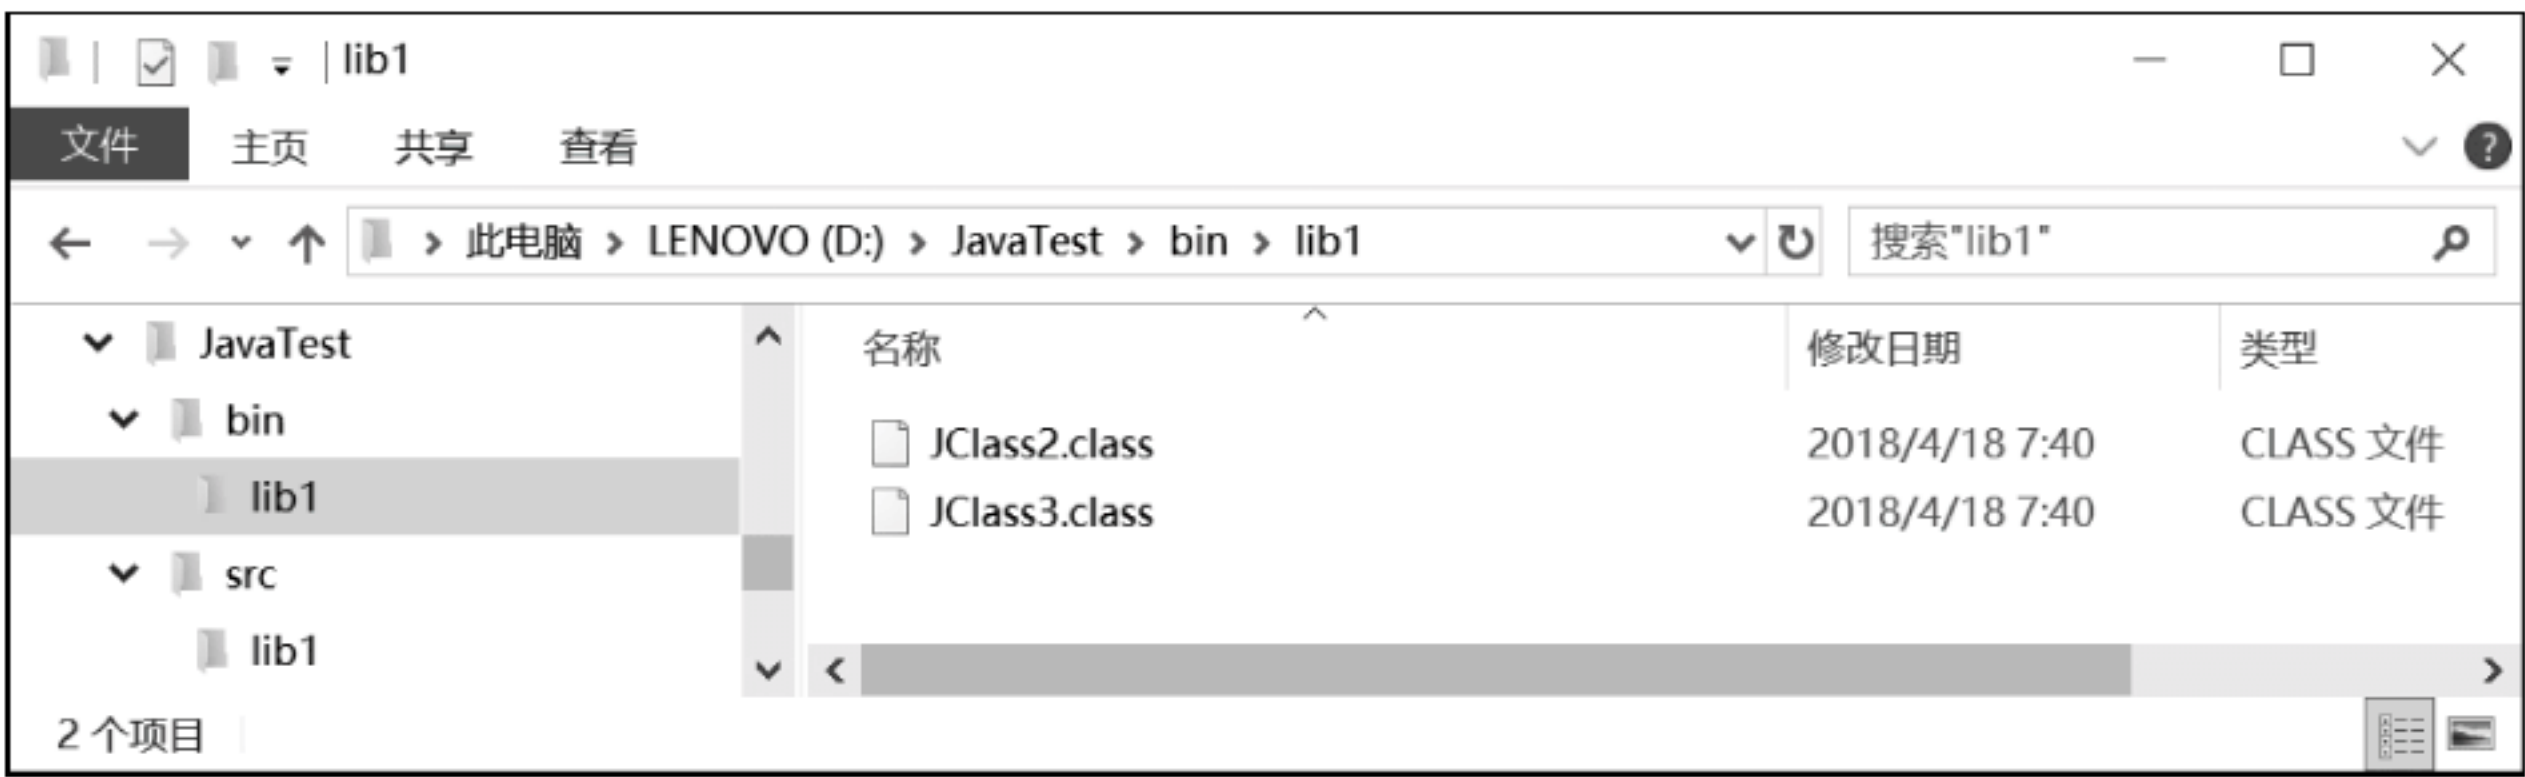 lib1
文件 主页 共享 查看
此电脑 > LENOVO (D:) > JavaTest > bin > lib1 搜索"lib1"
JavaTest
bin
lib1
src
lib1
名称 修改日期 类型
JClass2.class 2018/4/18 7:40 CLASS 文件
JClass3.class 2018/4/18 7:40 CLASS 文件
2 个项目